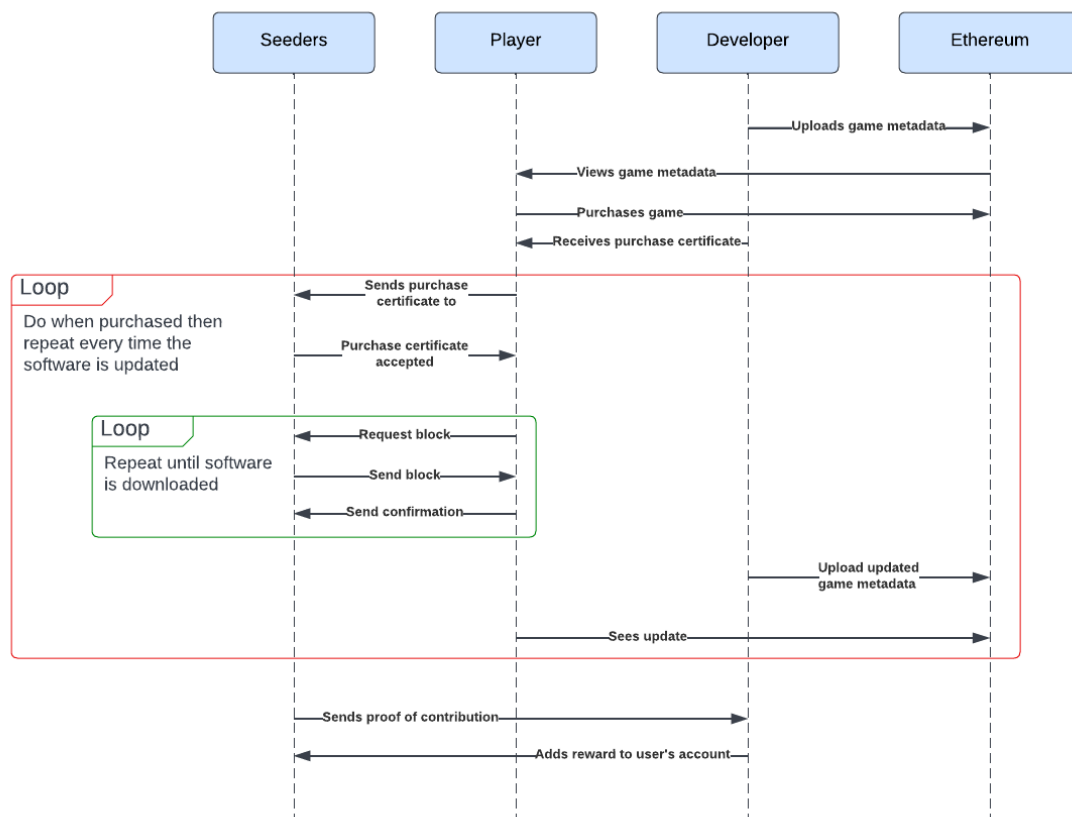 Seeders
Player
Developer
Ethereum
Uploads game metadata
Views game metadata
Purchases game
Receives purchase certificate
Loop
Do when purchased then
repeat every time the
software is updated
Sends purchase
certificate to
Purchase certificate
accepted
Loop
Repeat until software
is downloaded
Request block
Send block
Send confirmation
Upload updated
game metadata
Sees update
Sends proof of contribution
Adds reward to user's account